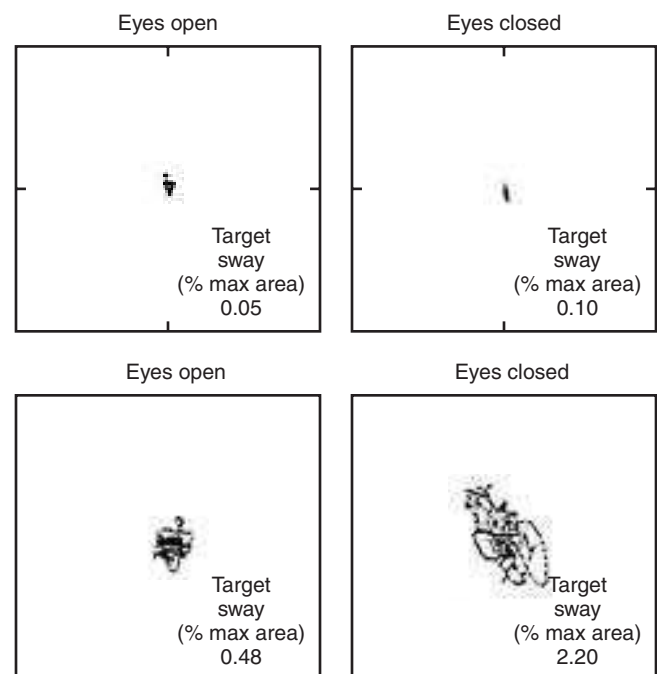 Eyes open
Target
sway
(% max area)
0.05
Eyes closed
Target
sway
(% max area)
0.10
Eyes open
Target
sway
(% max area)
0.48
Eyes closed
Target
sway
(% max area)
2.20